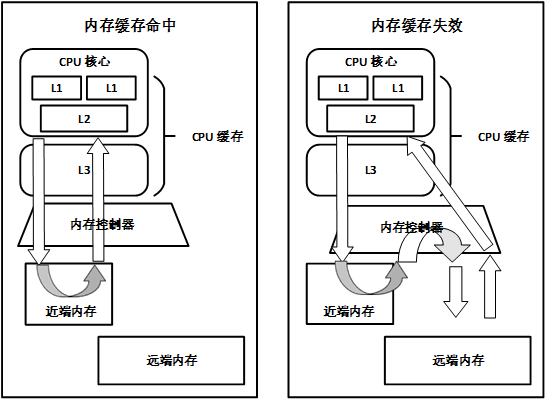 内存缓存命中
CPU 核心
L1
L1
L2
CPU 缓存
L3
内存控制器
近端内存
远端内存
内存缓存失效
CPU 核心
L1
L1
L2
CPU 缓存
L3
内存控制器
近端内存
远端内存